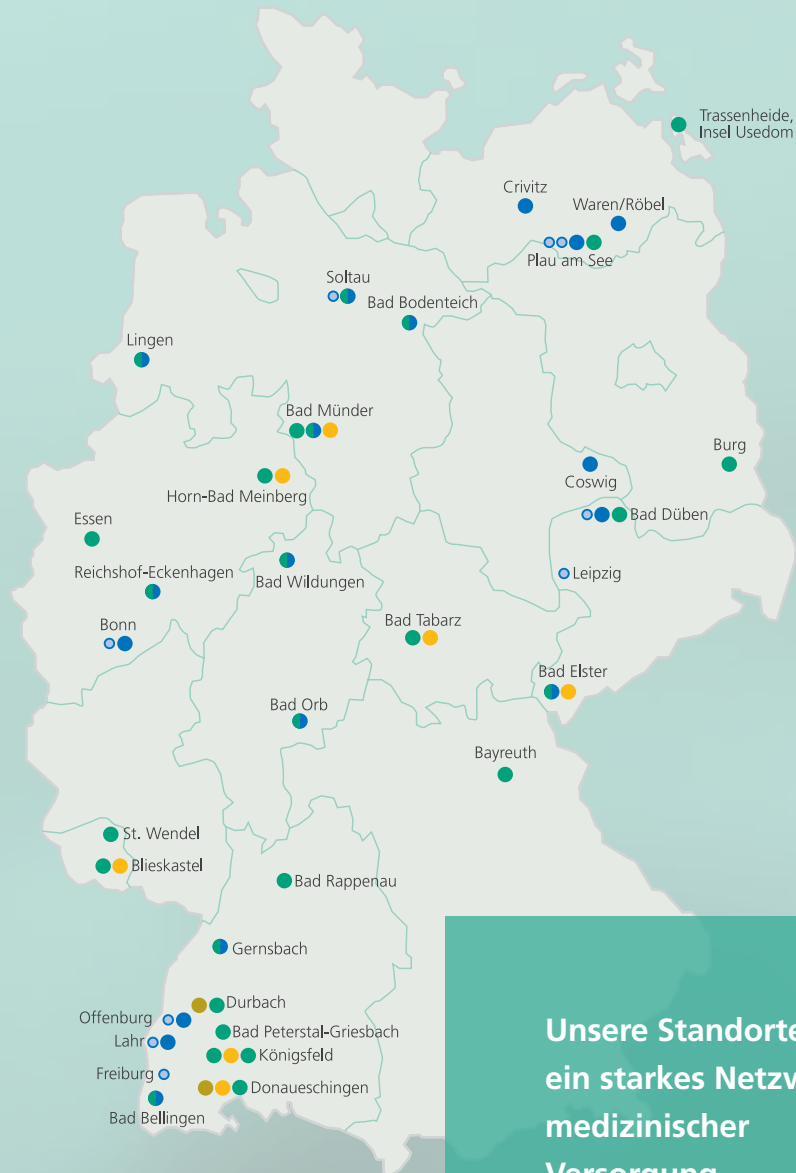 Trassenheide,
Insel Usedom
Crivitz
Waren/Röbel
Plau am See
Soltau
Bad Bodenteich
Lingen
Bad Münder
Burg
Coswig
Horn-Bad Meinberg
Bad Düben
Essen
Leipzig
Reichshof-Eckenhagen
Bad Wildungen
Bad Tabarz
Bonn
Bad Elster
Bad Orb
Bayreuth
St. Wendel
Blieskastel
Bad Rappenau
Gernsbach
Durbach
Offenburg
Bad Peterstal-Griesbach
Lahr
Königsfeld
Freiburg
Donaueschingen
Bad Bellingen
Unsere Standorte
ein starkes Netzw
medizinischer
Versorgung